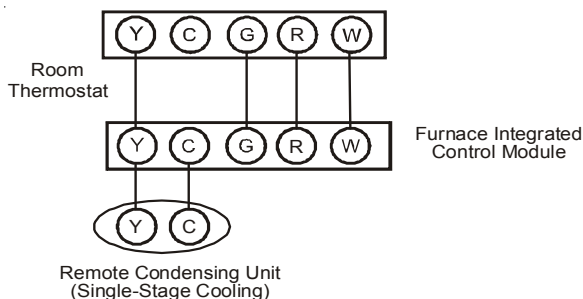 Y C G R W
Room
Thermostat
Y C G R W
Furnace Integrated
Control Module
Y C
Remote Condensing Unit
(Single-Stage Cooling)